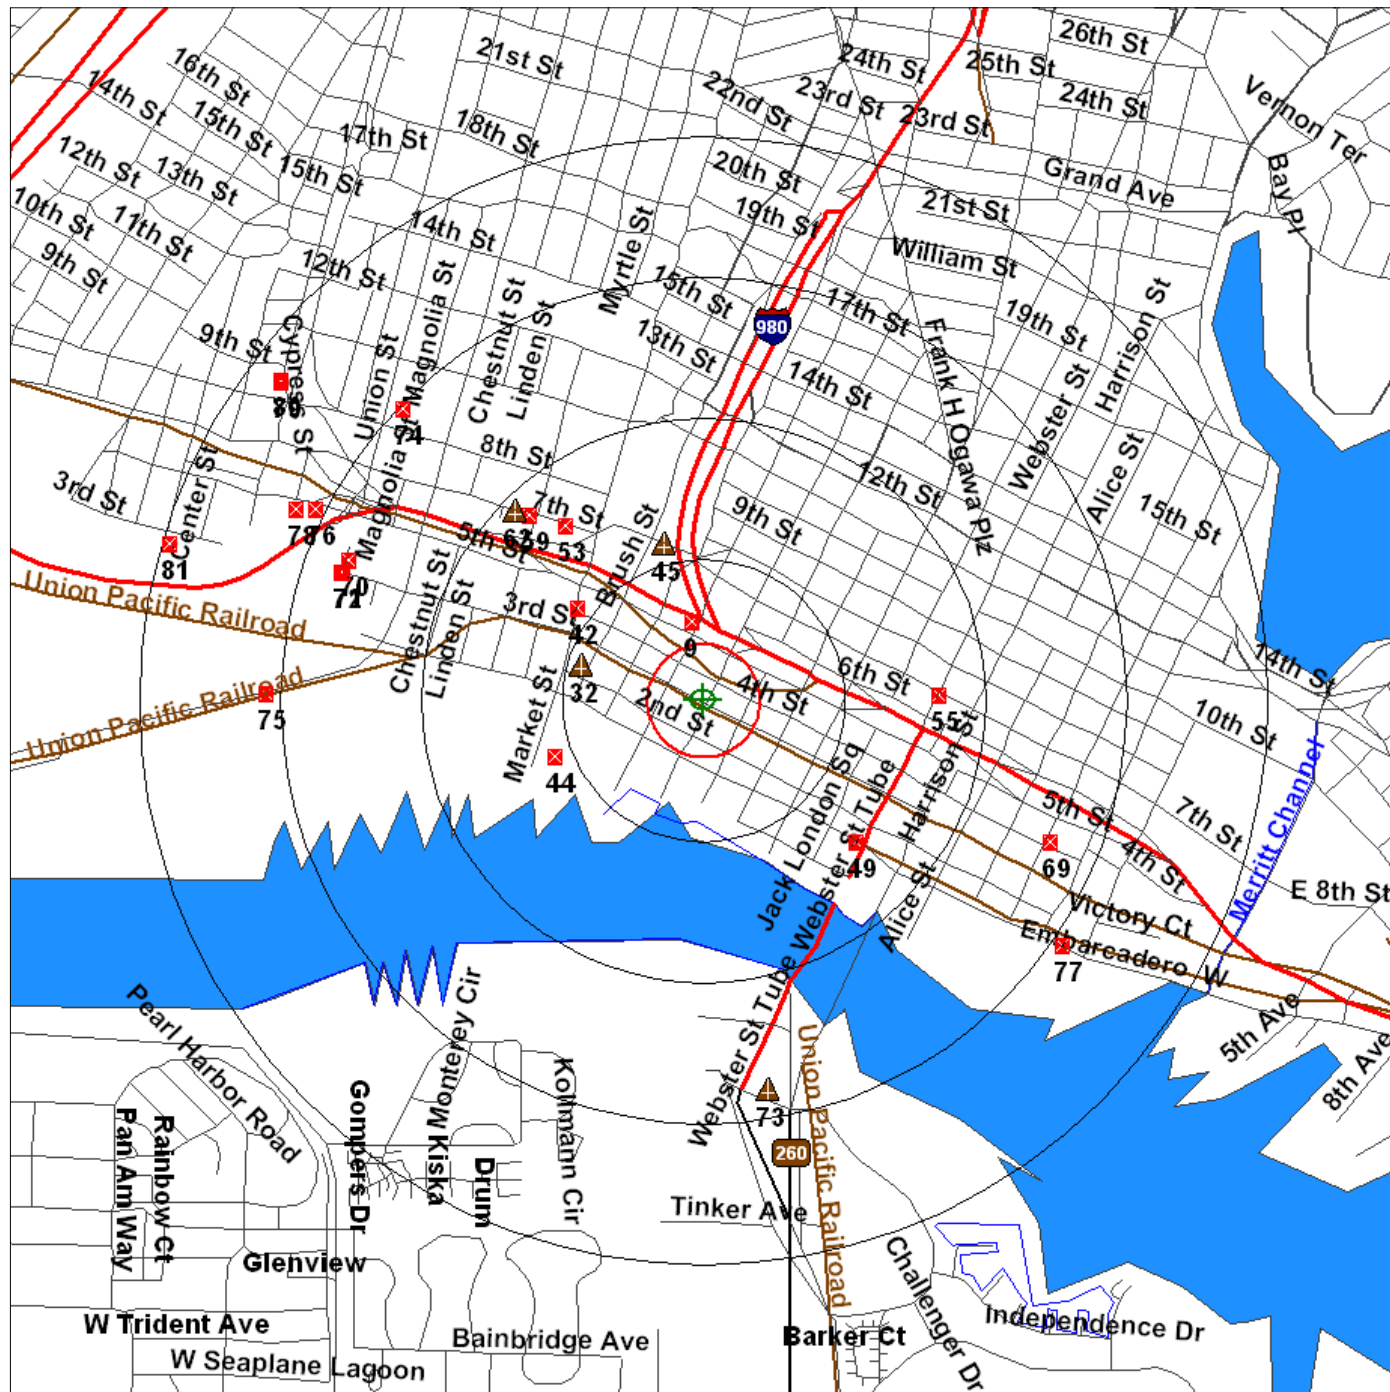 26th St
21st St
24th St
25th St
16th St
14th St
22nd St
23rd St
24th St
Vernon Ter
15th St
18th St
23rd St
17th St
12th St
13th St
15th St
20th St
Grand Ave
Bay Pl
10th St
11th St
14th St
Myrtle St
19th St
21st St
9th St
12th St
William St
15th St
Magnolia St
Chestnut St
Linden St
980
17th St
19th St
Harrison St
9th St
Cypress St
Union St
13th St
14th St
Frank H Ogawa Plz
Webster St
80
74
8th St
12th St
Alice St
3rd St
Center St
Magnolia St
7th St
9th St
15th St
78
76
5th St
63
59
53
Brush St
45
81
70
72
Chestnut St
Linden St
3rd St
42
9
Union Pacific Railroad
14th St
6th St
4th St
32
2nd St
Union Pacific Railroad
75
Market St
55
10th St
44
Harrison St
Jack London Sq
Merritt Channel
5th St
7th St
49
69
4th St
E 8th St
Alice St
Victory Ct
Embarcadero W
77
Webster St Tube Webster St Tube
Pearl Harbor Road
Monterey Cir
5th Ave
8th Ave
Kollmann Cir
Union Pacific Railroad
73
260
Pan Am Way
Rainbow Ct
Gompers Dr
Kiska
Drum
Tinker Ave
Glenview
Challenger Dr
W Trident Ave
Bainbridge Ave
Barker Ct
Independence Dr
W Seaplane Lagoon